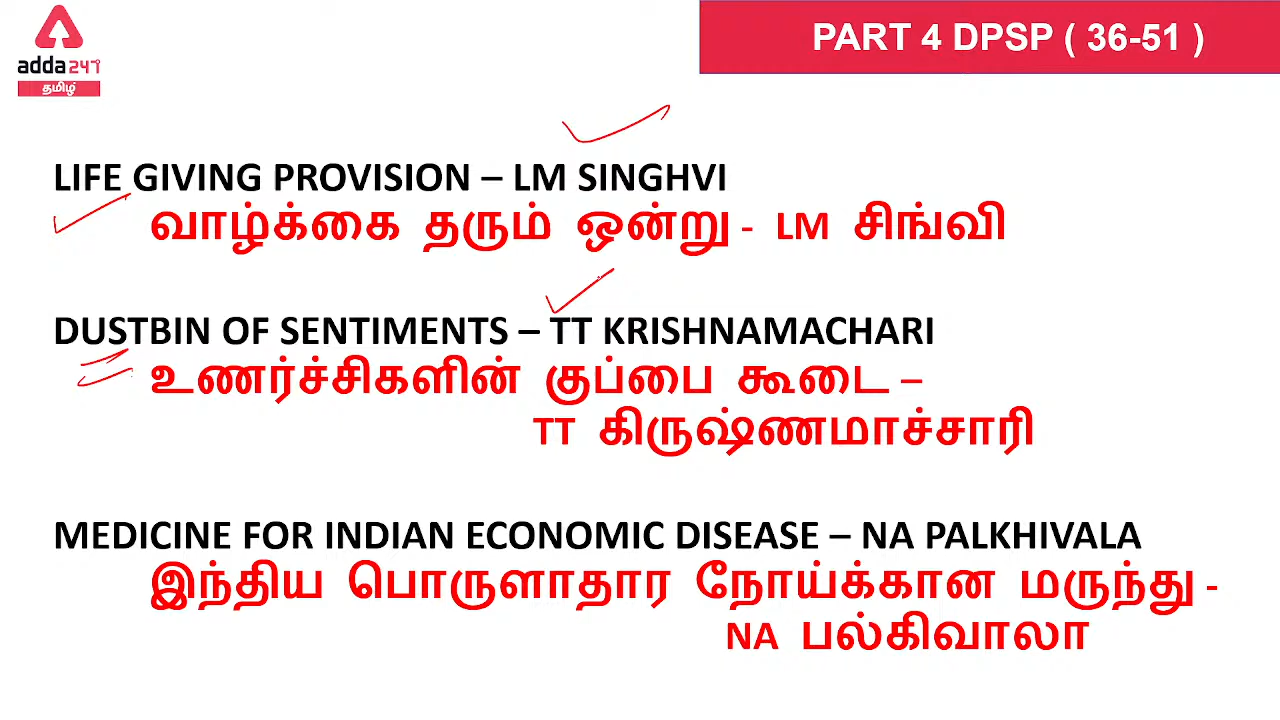 adda247
தமிழ்
PART 4 DPSP ( 36-51 )
LIFE GIVING PROVISION – LM SINGHVI
வாழ்க்கை தரும் ஒன்று - LM சிங்வி
DUSTBIN OF SENTIMENTS – TT KRISHNAMACHARI
உணர்ச்சிகளின் குப்பை கூடை –
TT கிருஷ்ணமாச்சாரி
MEDICINE FOR INDIAN ECONOMIC DISEASE – NA PALKHIVALA
இந்திய பொருளாதார நோய்க்கான மருந்து -
NA பல்கிவாலா